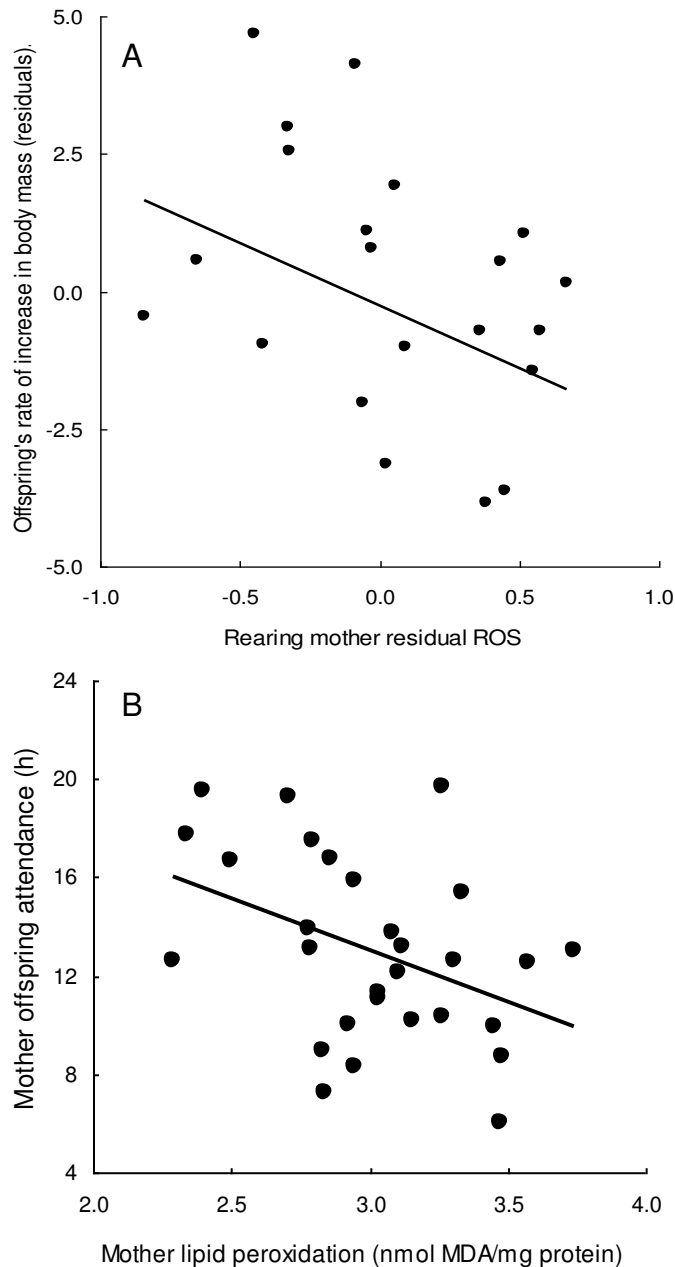 A
Offspring's rate of increase in body mass (residuals).
5.0
2.5
0.0
-2.5
-5.0
-1.0 -0.5 0.0 0.5 1.0
Rearing mother residual ROS
B
Mother offspring attendance (h)
24
20
16
12
8
4
2.0 2.5 3.0 3.5 4.0
Mother lipid peroxidation (nmol MDA/mg protein)